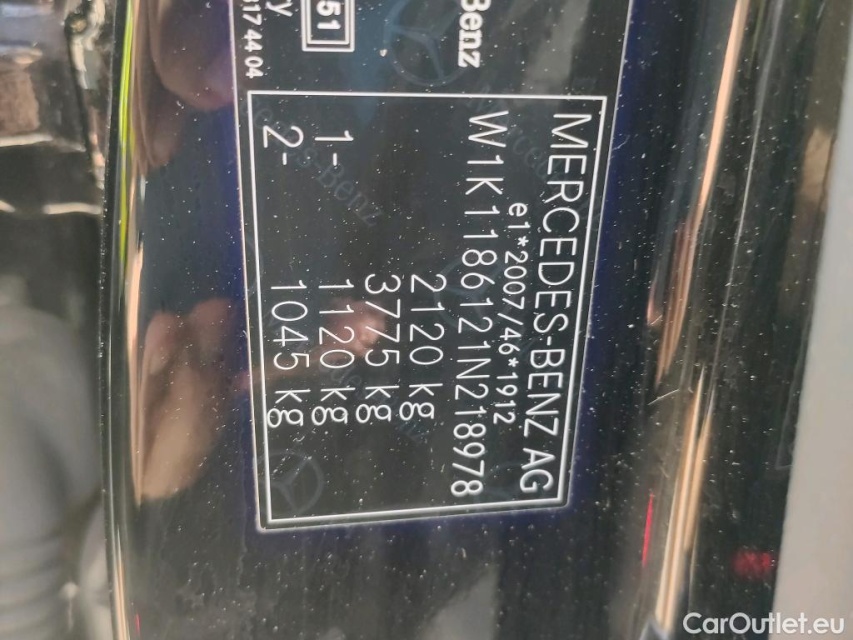 Benz
51
y
1174404
MERCEDES-BENZ AG
e1*2007/46*1912
W1K1186121N218978
2120 kg
3775 kg
1- 1120 kg
2- 1045 kg
CarOutlet.eu